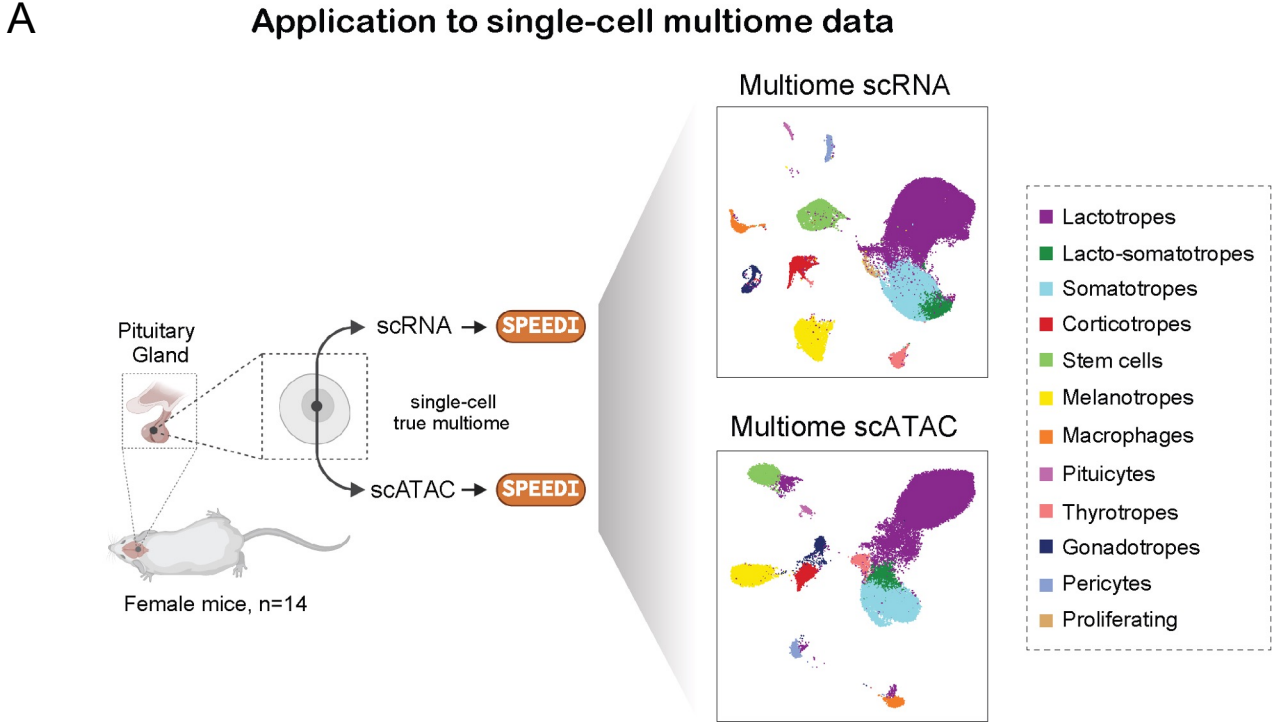 A
Application to single-cell multiome data
Pituitary
Gland
Female mice, n=14
scRNA
SPEEDI
single-cell
true multiome
scATAC
SPEEDI
Multiome scRNA
Multiome scATAC
Lactotropes
Lacto-somatotropes
Somatotropes
Corticotropes
Stem cells
Melanotropes
Macrophages
Pituicytes
Thyrotropes
Gonadotropes
Pericytes
Proliferating